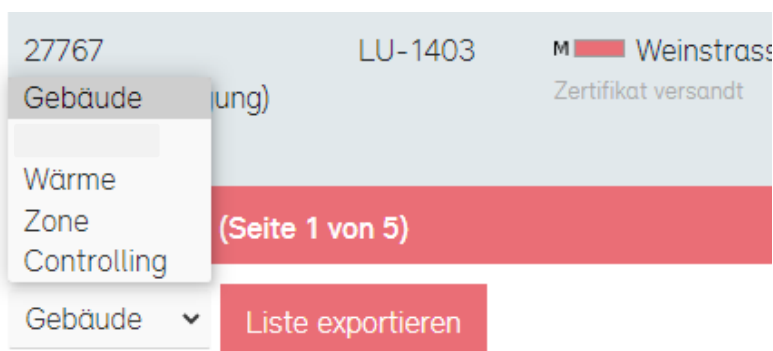 27767 LU-1403 M Weinstrass
Gebäude gung) Zertifikat versandt
Wärme
Zone
(Seite 1 von 5)
Controlling
Gebäude Liste exportieren